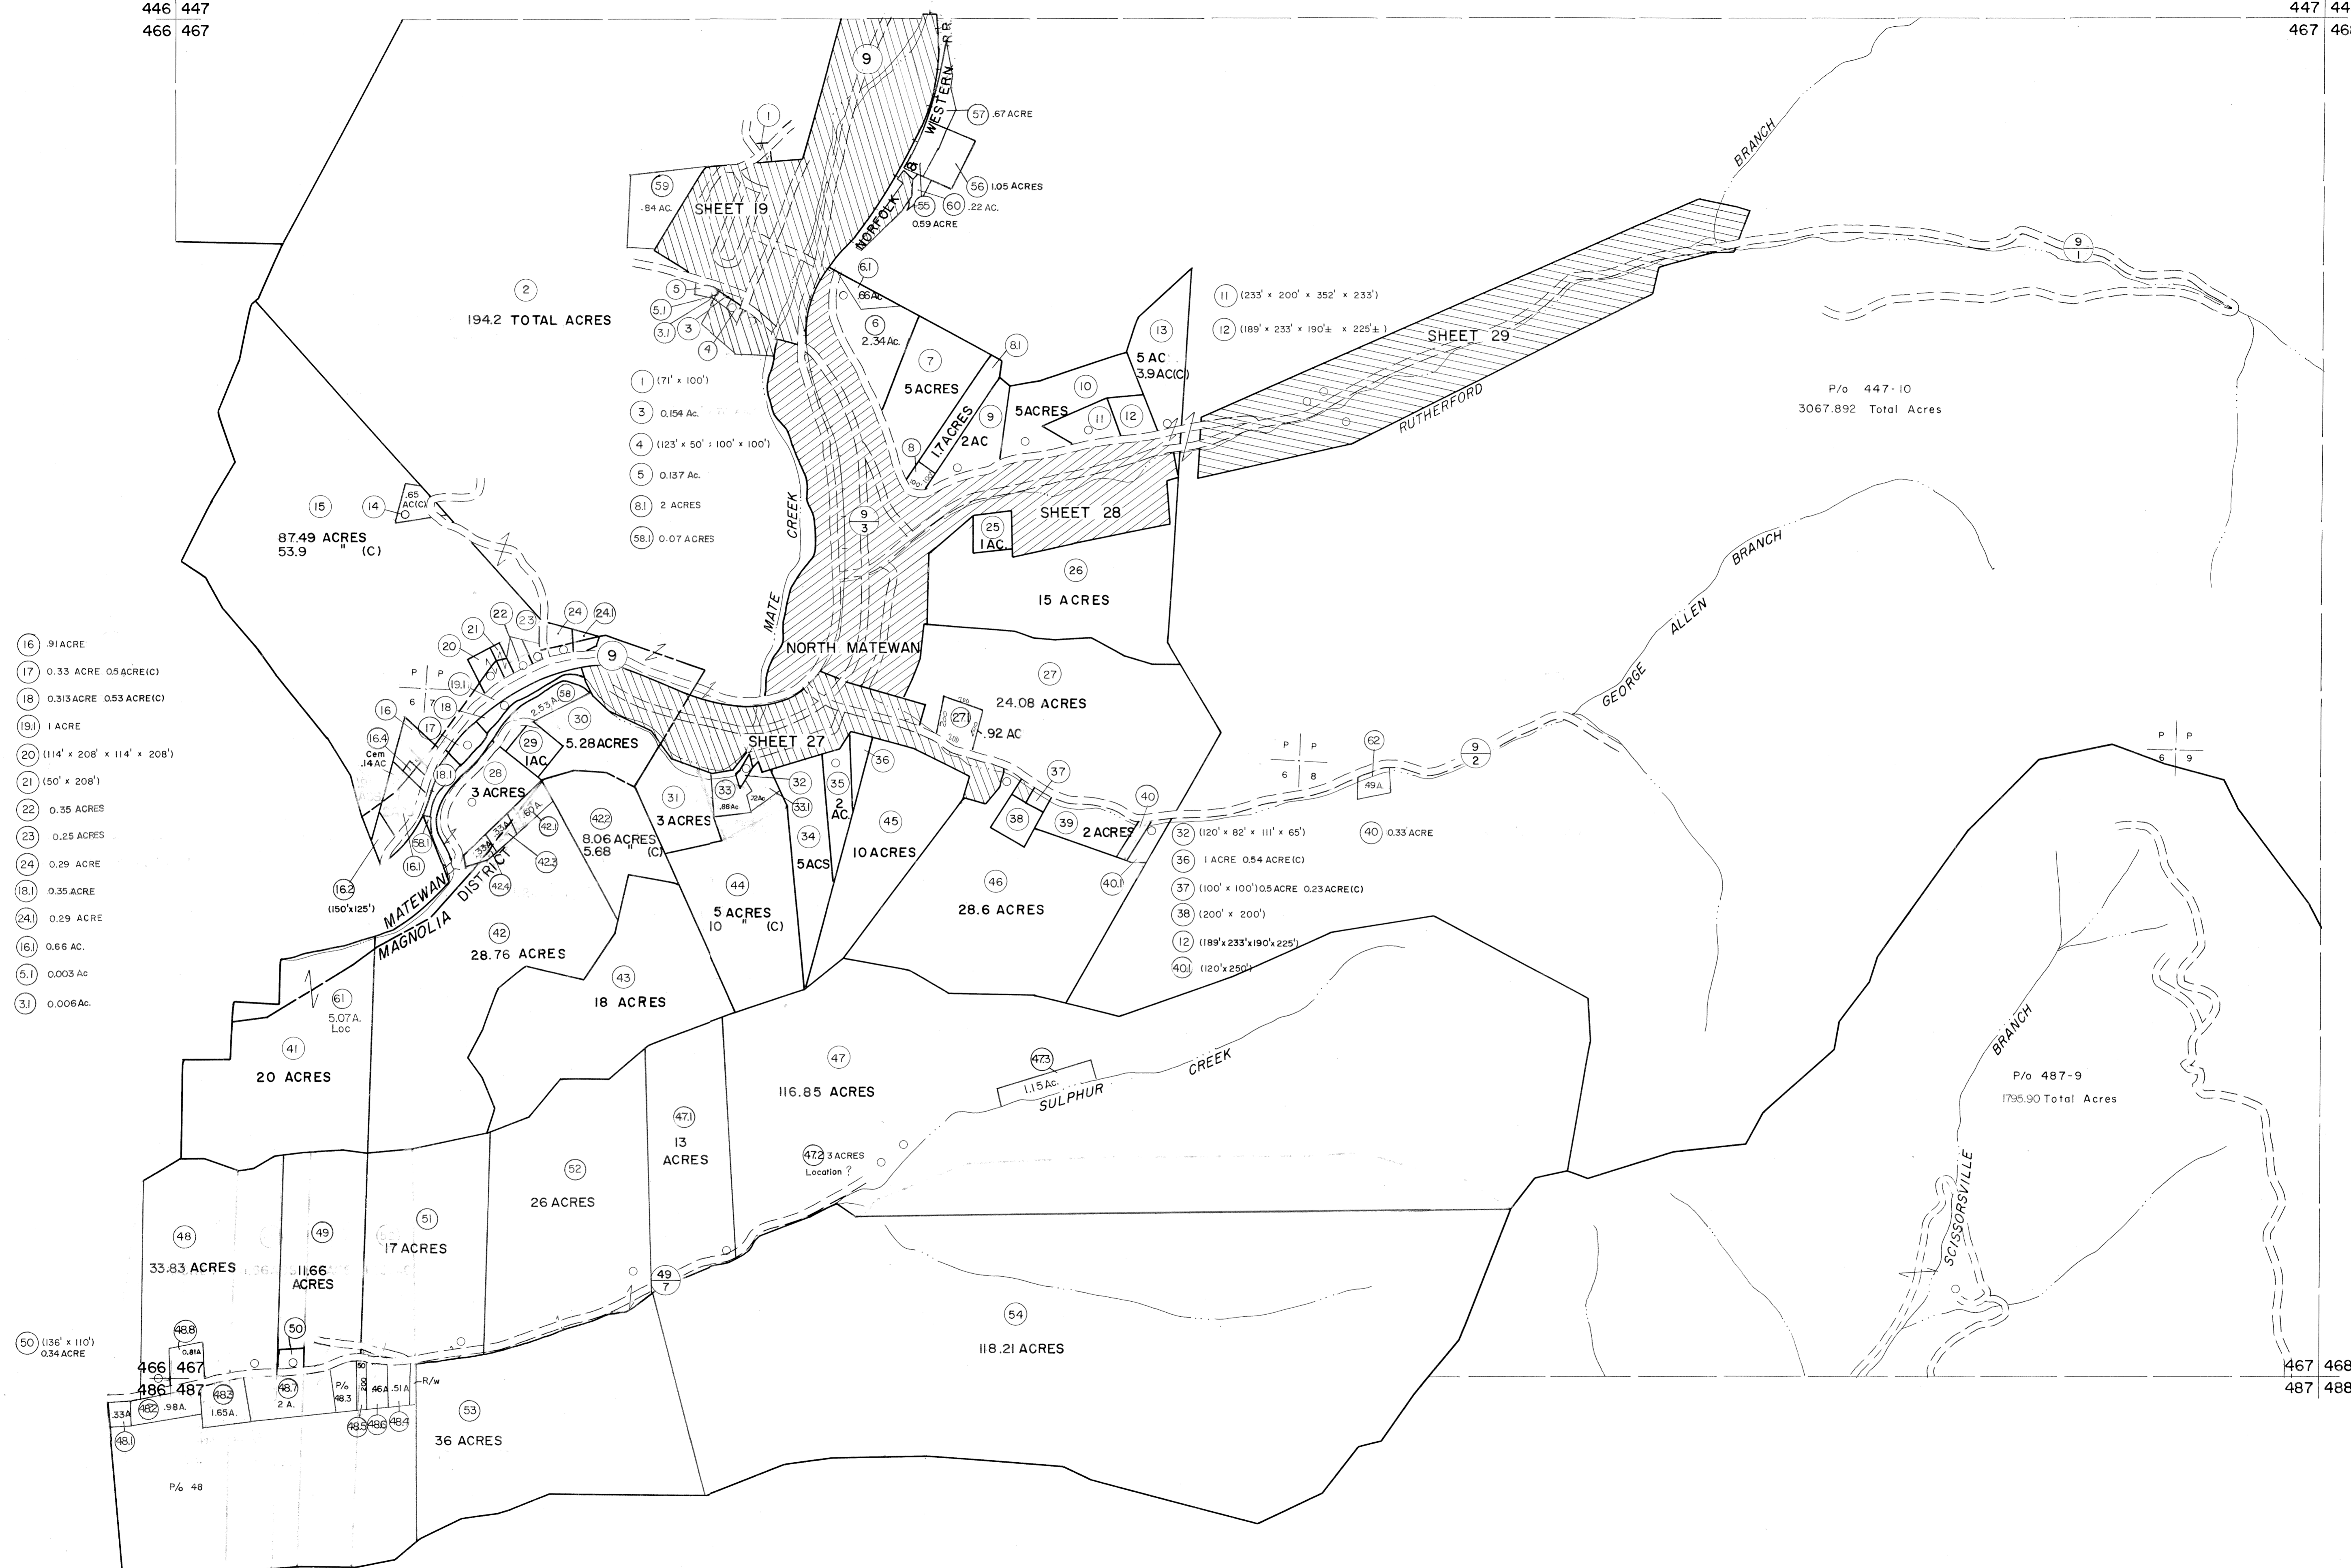 446 447
466 467
447 44
467 46
9
WESTERN R.R.
NORFOLK
18
1
57 .67 ACRE
56 1.05 ACRES
55
0.59 ACRE
60 .22 AC.
59
.84 AC.
SHEET 19
BRANCH
9
1
2
194.2 TOTAL ACRES
5
5.1
3.1
3
4
6.1
.66 Ac
6
2.34 Ac.
7
5 ACRES
8.1
1.7 ACRES
8
100 . 100
9
2 AC
10
5 ACRES
11
12
13
5 AC
3.9 AC(C)
11 (233' x 200' x 352' x 233')
12 (189' x 233' x 190'± x 225'±)
SHEET 29
RUTHERFORD
P/o 447-10
3067.892 Total Acres
1 (71' x 100')
3 0.154 Ac.
4 (123' x 50' : 100' x 100')
5 0.137 Ac.
8.1 2 ACRES
58.1 0.07 ACRES
MATE CREEK
9
3
SHEET 28
25
1 AC.
26
15 ACRES
14
.65
AC(C)
15
87.49 ACRES
53.9 " (C)
GEORGE ALLEN BRANCH
16 .91 ACRE
17 0.33 ACRE 0.5 ACRE(C)
18 0.313 ACRE 0.53 ACRE(C)
19.1 1 ACRE
20 (114' x 208' x 114' x 208')
21 (50' x 208')
22 0.35 ACRES
23 0.25 ACRES
24 0.29 ACRE
18.1 0.35 ACRE
24.1 0.29 ACRE
16.1 0.66 AC.
5.1 0.003 Ac
3.1 0.006 Ac.
20
21
22
23
24
24.1
9
P P
6 7
19.1
18
17
16
16.4
Cem
.14 AC
18.1
58
2.53 A.
30
5.28 ACRES
29
1 AC.
28
3 ACRES
58.1
16.1
16.2
(150' x 125')
.33A
.33A
.60 A.
42.1
42.3
42.4
MATEWAN
MAGNOLIA DISTRICT
NORTH MATEWAN
SHEET 27
27
24.08 ACRES
27.1
.92 AC
200
200
200
31
3 ACRES
33
.88 Ac
.72 Ac
32
33.1
34
5 ACS
35
2
AC.
36
45
10 ACRES
37
38
39
2 ACRES
40
40.1
P P
6 8
62
49 A.
9
2
P P
6 9
32 (120' x 82' x 111' x 65')
40 0.33 ACRE
36 1 ACRE 0.54 ACRE(C)
37 (100' x 100') 0.5 ACRE 0.23 ACRE(C)
38 (200' x 200')
12 (189'x 233'x190'x225')
40.1 (120'x 250')
42.2
8.06 ACRES
5.68 " (C)
44
5 ACRES
10 " (C)
46
28.6 ACRES
42
28.76 ACRES
43
18 ACRES
61
5.07 A.
Loc
41
20 ACRES
47
116.85 ACRES
47.3
1.15 Ac.
SULPHUR CREEK
47.1
13
ACRES
47.2 3 ACRES
Location ?
52
26 ACRES
51
17 ACRES
49
11.66
ACRES
48
33.83 ACRES
SCISSORSVILLE BRANCH
P/o 487-9
1795.90 Total Acres
49
7
54
118.21 ACRES
50 (136' x 110')
0.34 ACRE
48.8
0.81A
50
466 467
486 487
.33A
48.1
48.2 .98A.
48.3
1.65A.
48.7
2 A.
P/o
48.3
50
200
.46A
.51 A
R/w
48.5
48.6
48.4
53
36 ACRES
P/o 48
467 468
487 488